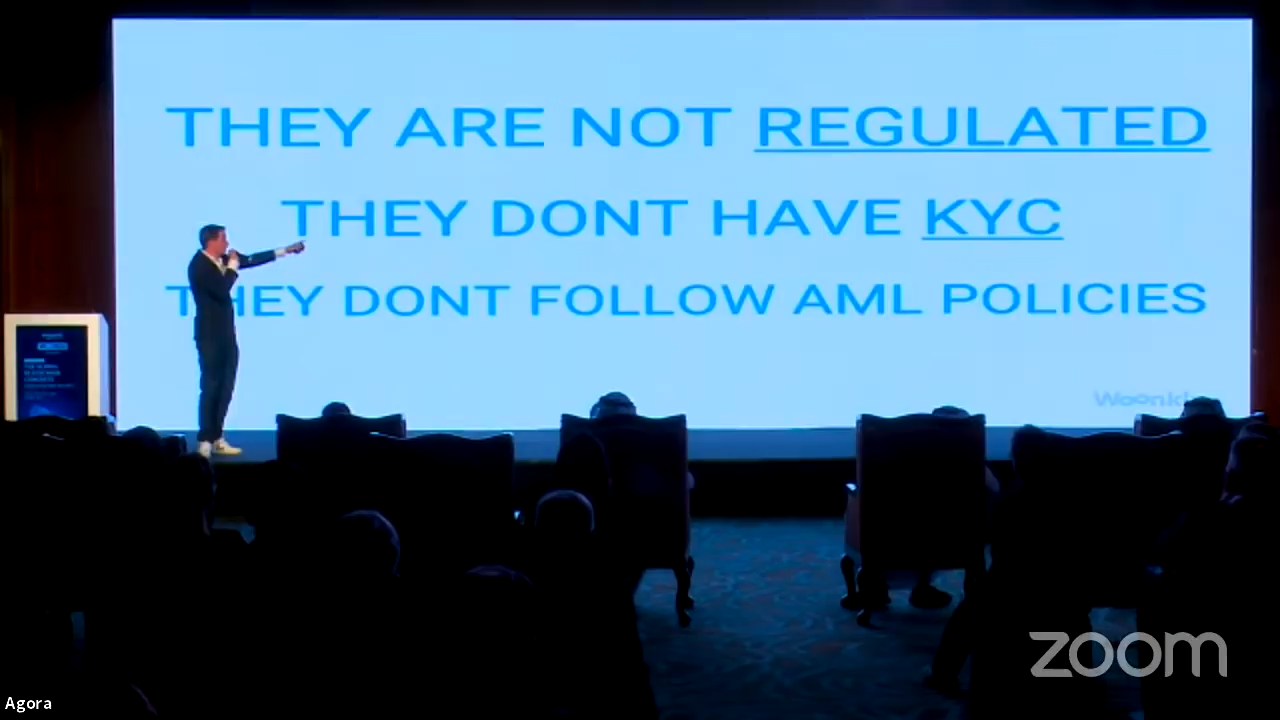 THEY ARE NOT REGULATED
THEY DONT HAVE KYC
THEY DONT FOLLOW AML POLICIES
zoom
Agora